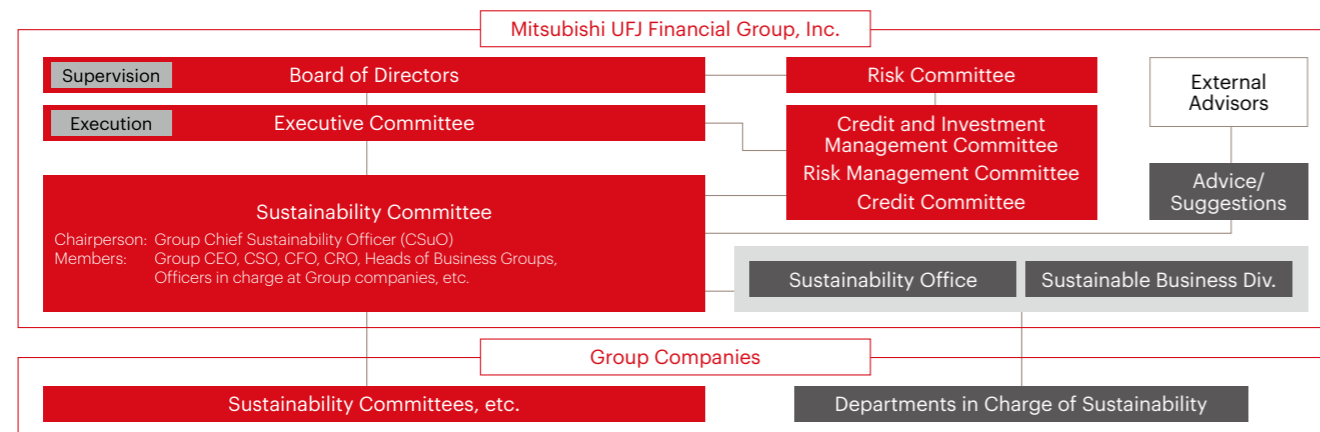 Mitsubishi UFJ Financial Group, Inc.
Supervision
Board of Directors
Risk Committee
External
Advisors
Execution
Executive Committee
Credit and Investment
Management Committee
Risk Management Committee
Credit Committee
Advice/
Suggestions
Sustainability Committee
Chairperson: Group Chief Sustainability Officer (CSuO)
Members: Group CEO, CSO, CFO, CRO, Heads of Business Groups,
Officers in charge at Group companies, etc.
Sustainability Office
Sustainable Business Div.
Group Companies
Sustainability Committees, etc.
Departments in Charge of Sustainability